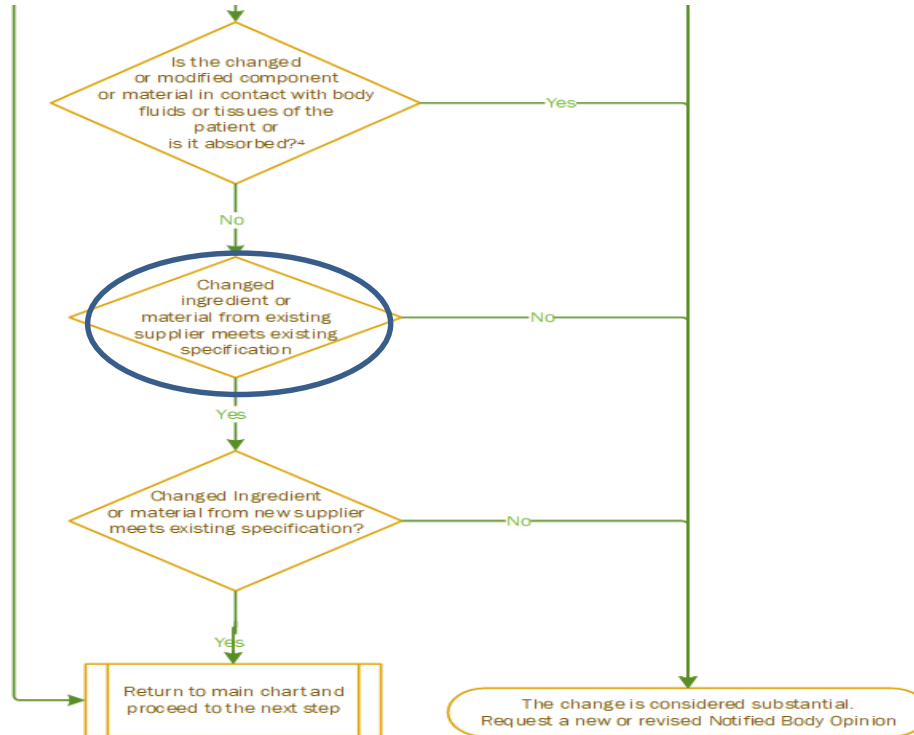 Is the changed
or modified component
or material in contact with body
fluids or tissues of the
patient or
is it absorbed?⁴
Yes
No
Changed
ingredient or
material from existing
supplier meets existing
specification
No
Yes
Changed Ingredient
or material from new supplier
meets existing specification?
No
Yes
Return to main chart and
proceed to the next step
The change is considered substantial.
Request a new or revised Notified Body Opinion